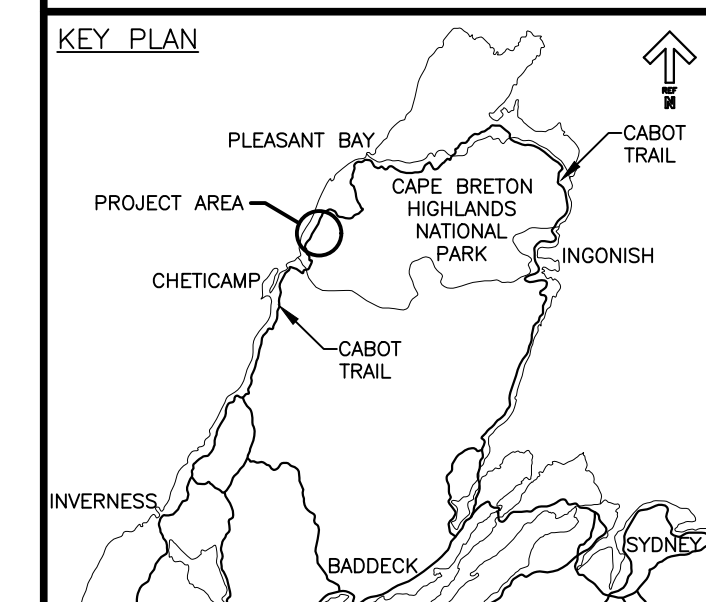 KEY PLAN
REF
N
PLEASANT BAY
CABOT
TRAIL
PROJECT AREA
CAPE BRETON
HIGHLANDS
NATIONAL
PARK
INGONISH
CHETICAMP
CABOT
TRAIL
INVERNESS
BADDECK
SYDNEY